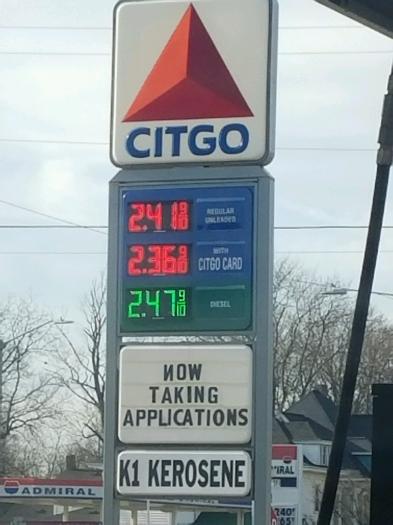 CITGO
2.41 9/10
REGULAR
UNLEADED
2.36 9/10
WITH
CITGO CARD
2.47 9/10
DIESEL
NOW
TAKING
APPLICATIONS
K1 KEROSENE
ADMIRAL